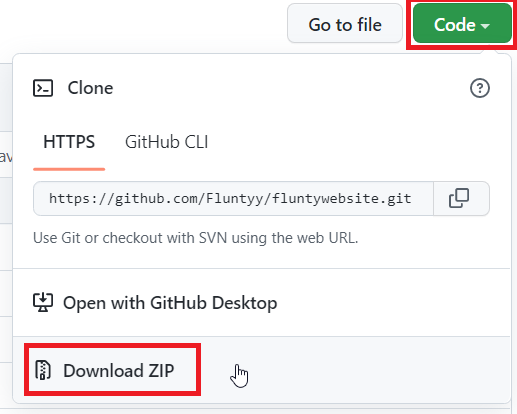 Go to file
Code
Clone
HTTPS
GitHub CLI
https://github.com/Fluntyy/fluntywebsite.git
Use Git or checkout with SVN using the web URL.
Open with GitHub Desktop
Download ZIP